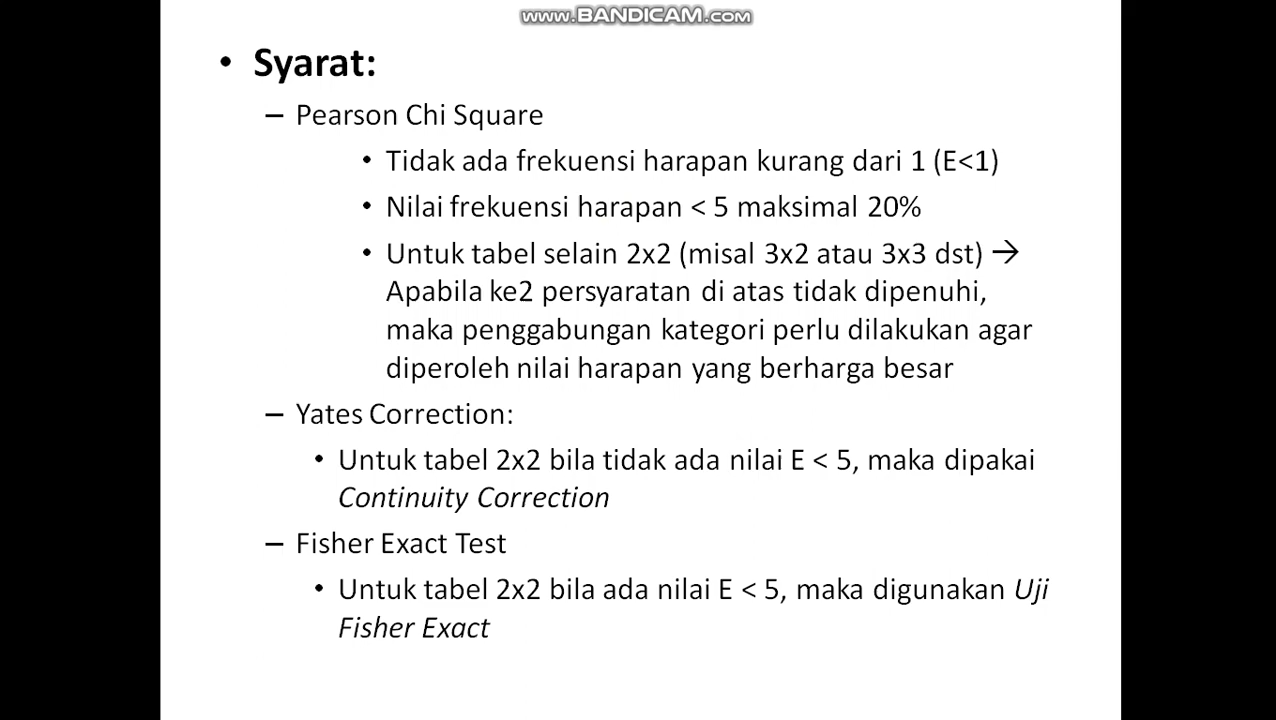 www.BANDICAM.com
• Syarat:
– Pearson Chi Square
• Tidak ada frekuensi harapan kurang dari 1 (E<1)
• Nilai frekuensi harapan < 5 maksimal 20%
• Untuk tabel selain 2x2 (misal 3x2 atau 3x3 dst) →
Apabila ke2 persyaratan di atas tidak dipenuhi,
maka penggabungan kategori perlu dilakukan agar
diperoleh nilai harapan yang berharga besar
– Yates Correction:
• Untuk tabel 2x2 bila tidak ada nilai E < 5, maka dipakai
Continuity Correction
– Fisher Exact Test
• Untuk tabel 2x2 bila ada nilai E < 5, maka digunakan Uji
Fisher Exact